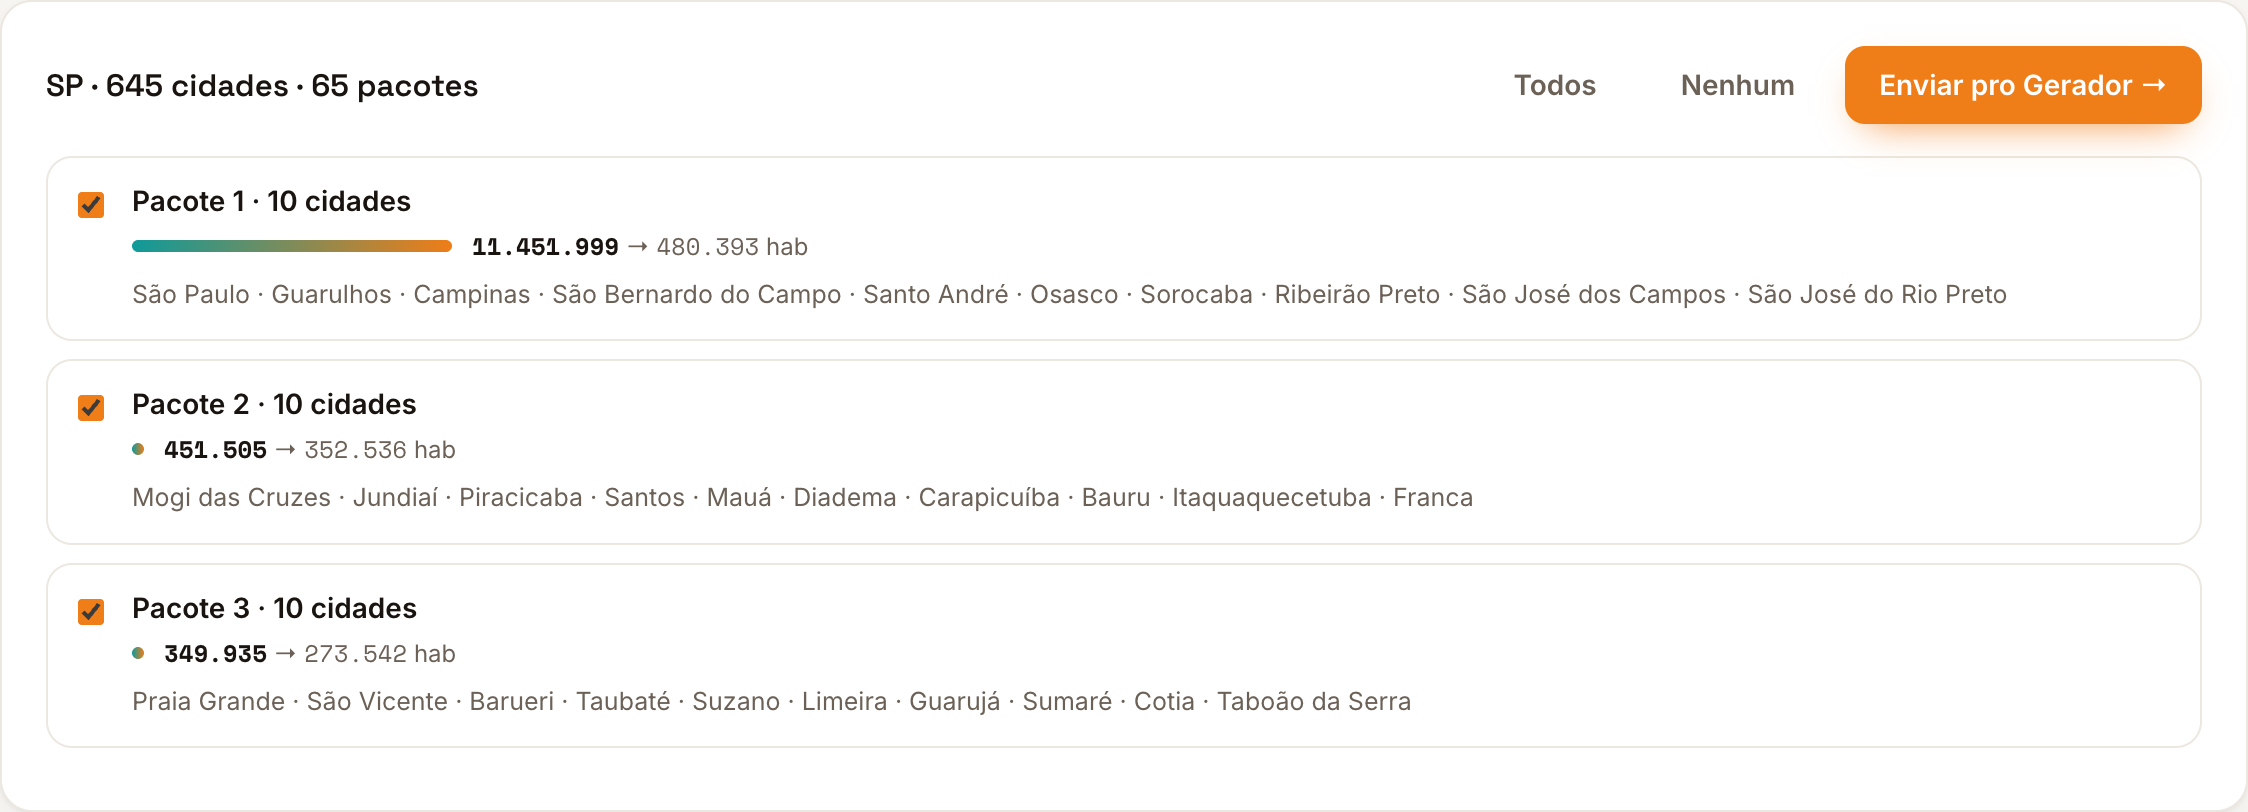 SP · 645 cidades · 65 pacotes
Todos
Nenhum
Enviar pro Gerador →
Pacote 1 · 10 cidades
11.451.999 → 480.393 hab
São Paulo · Guarulhos · Campinas · São Bernardo do Campo · Santo André · Osasco · Sorocaba · Ribeirão Preto · São José dos Campos · São José do Rio Preto
Pacote 2 · 10 cidades
451.505 → 352.536 hab
Mogi das Cruzes · Jundiaí · Piracicaba · Santos · Mauá · Diadema · Carapicuíba · Bauru · Itaquaquecetuba · Franca
Pacote 3 · 10 cidades
349.935 → 273.542 hab
Praia Grande · São Vicente · Barueri · Taubaté · Suzano · Limeira · Guarujá · Sumaré · Cotia · Taboão da Serra